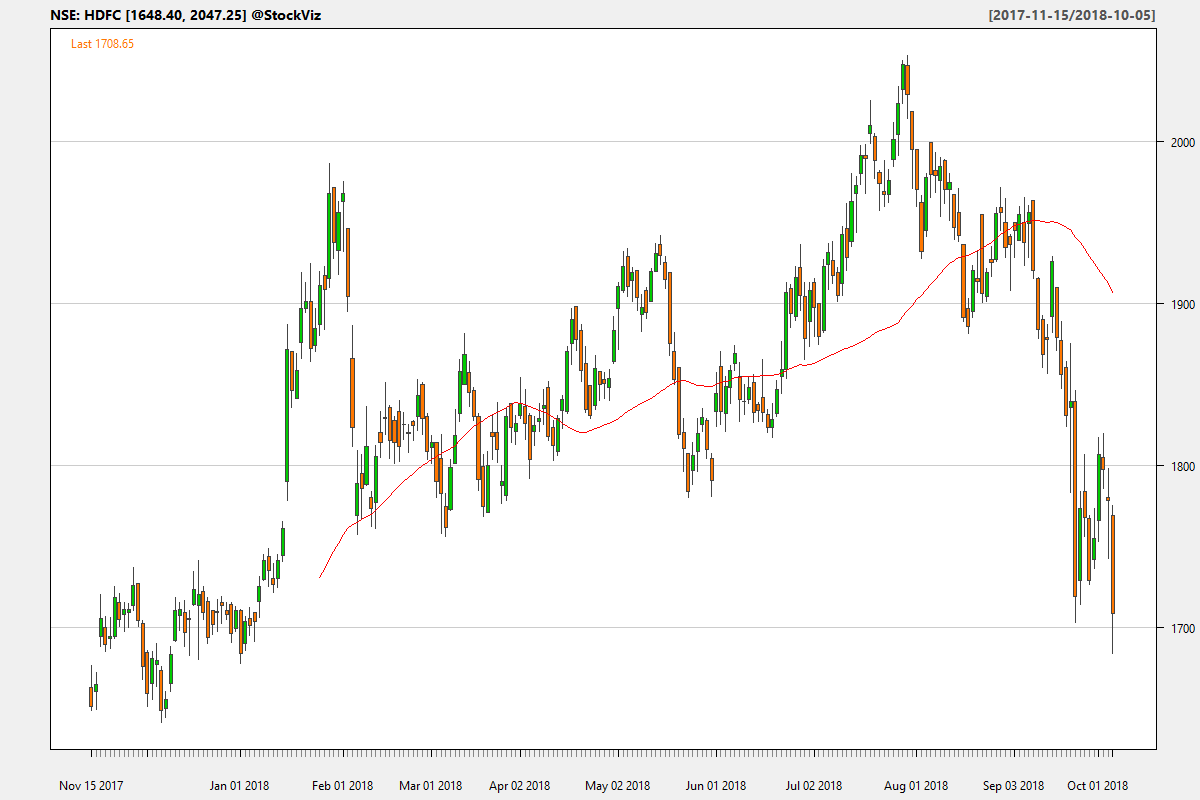 NSE: HDFC [1648.40, 2047.25] @StockViz
[2017-11-15/2018-10-05]
Last 1708.65
2000
1900
1800
1700
Nov 15 2017
Jan 01 2018
Feb 01 2018
Mar 01 2018
Apr 02 2018
May 02 2018
Jun 01 2018
Jul 02 2018
Aug 01 2018
Sep 03 2018
Oct 01 2018